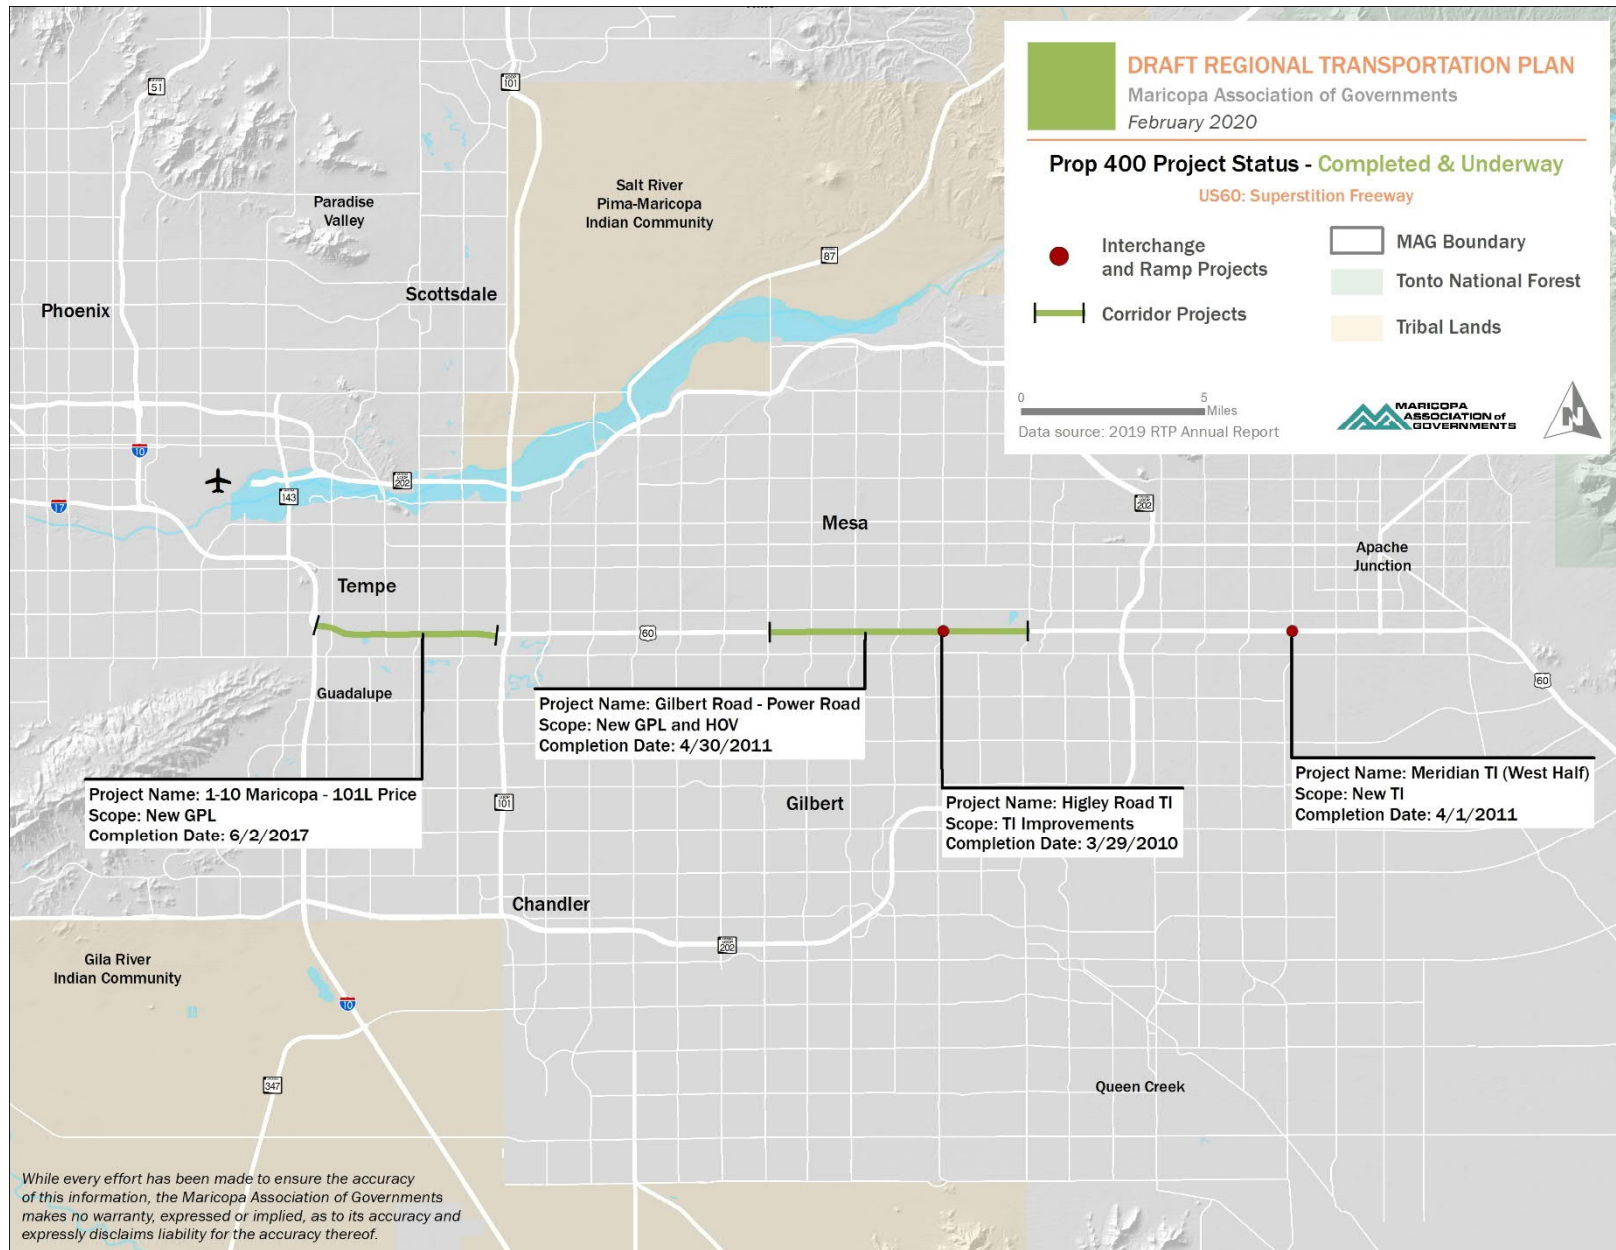 DRAFT REGIONAL TRANSPORTATION PLAN
Maricopa Association of Governments
February 2020
Prop 400 Project Status - Completed & Underway
US60: Superstition Freeway
Interchange
and Ramp Projects
Corridor Projects
MAG Boundary
Tonto National Forest
Tribal Lands
0 5
Miles
Data source: 2019 RTP Annual Report
MARICOPA
ASSOCIATION of
GOVERNMENTS
N
51
LOOP
101
Paradise
Valley
Salt River
Pima-Maricopa
Indian Community
87
Scottsdale
Phoenix
10
17
143
202
Mesa
202
Apache
Junction
Tempe
60
60
Guadalupe
Project Name: Gilbert Road - Power Road
Scope: New GPL and HOV
Completion Date: 4/30/2011
Project Name: 1-10 Maricopa - 101L Price
Scope: New GPL
Completion Date: 6/2/2017
101
Gilbert
Project Name: Higley Road TI
Scope: TI Improvements
Completion Date: 3/29/2010
Project Name: Meridian TI (West Half)
Scope: New TI
Completion Date: 4/1/2011
Chandler
202
Gila River
Indian Community
10
347
Queen Creek
While every effort has been made to ensure the accuracy
of this information, the Maricopa Association of Governments
makes no warranty, expressed or implied, as to its accuracy and
expressly disclaims liability for the accuracy thereof.